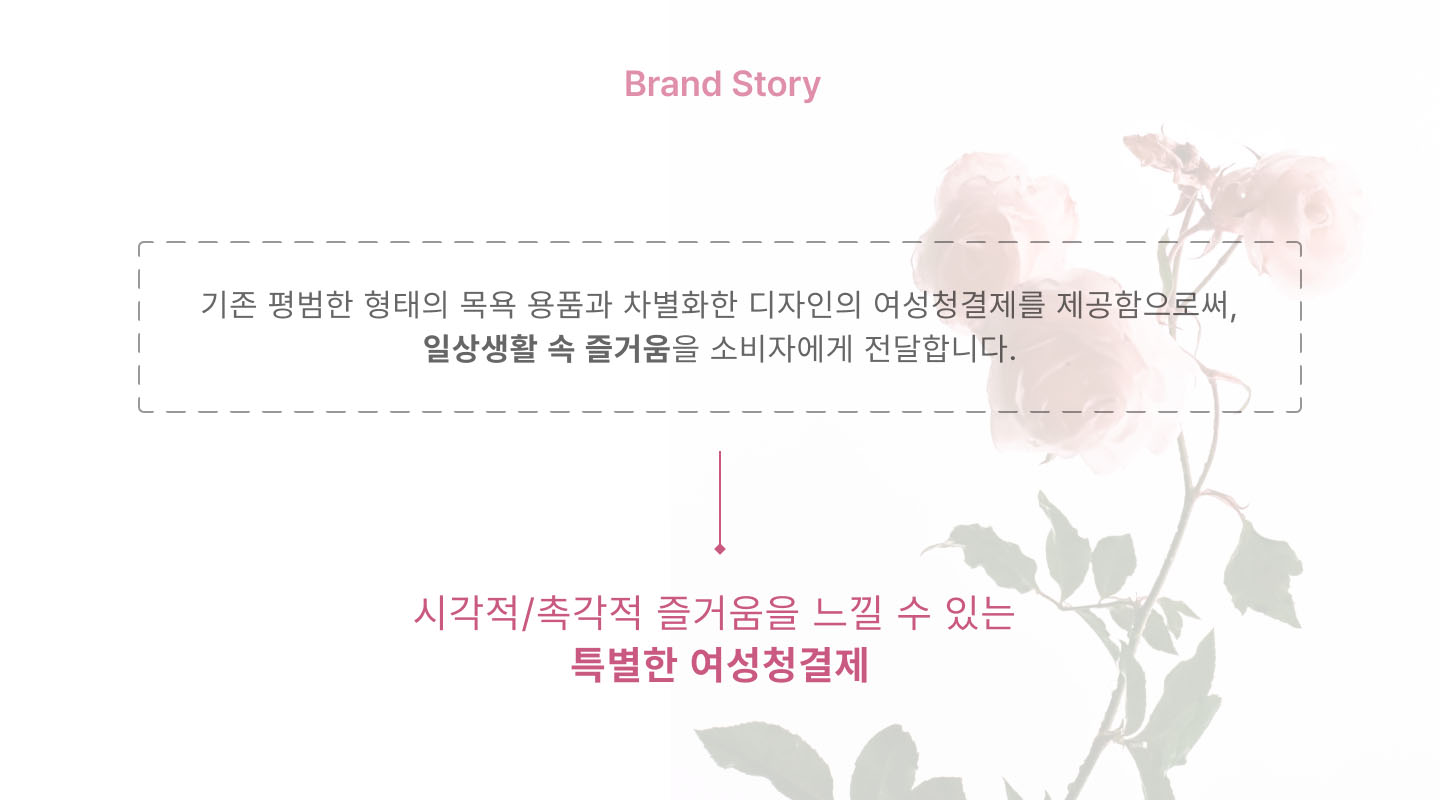 Brand Story
기존 평범한 형태의 목욕 용품과 차별화한 디자인의 여성청결제를 제공함으로써,
일상생활 속 즐거움을 소비자에게 전달합니다.
시각적/촉각적 즐거움을 느낄 수 있는
특별한 여성청결제